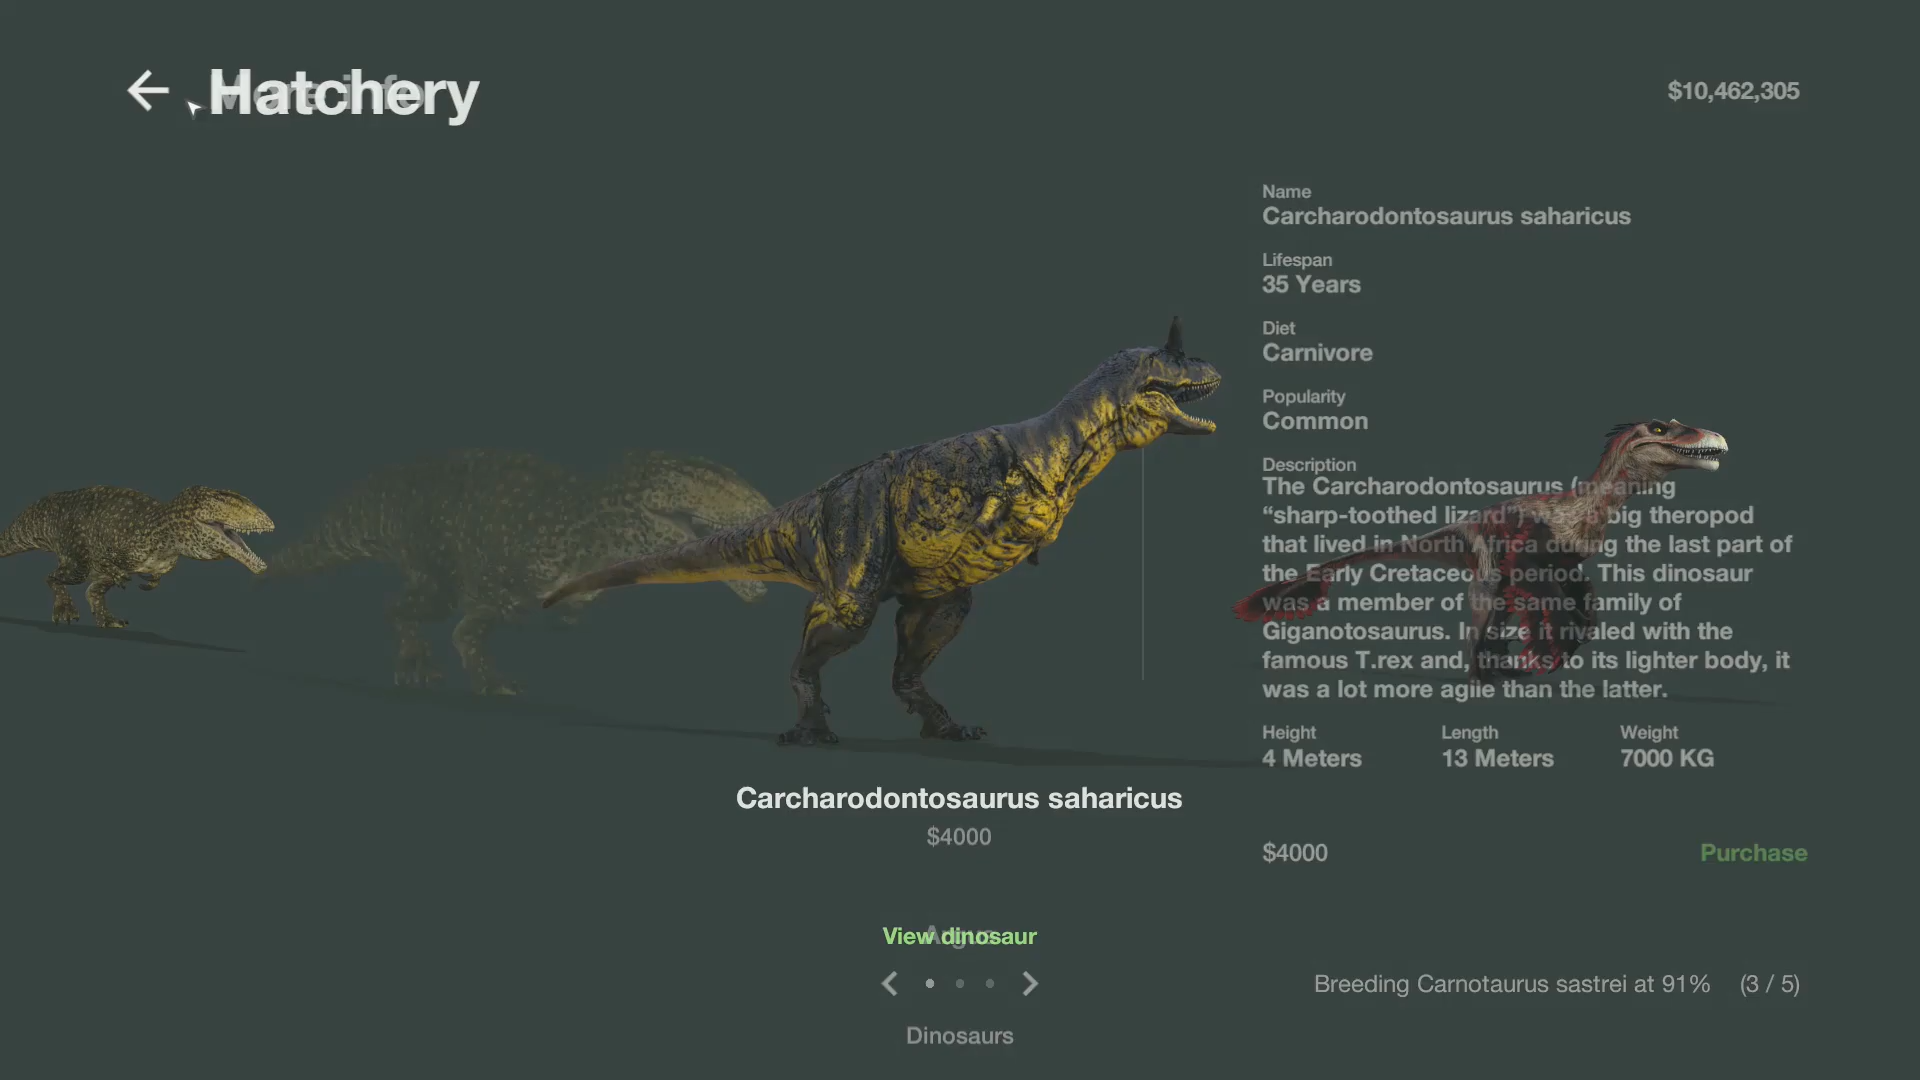 Hatchery
More info
$10,462,305
Name
Carcharodontosaurus saharicus
Lifespan
35 Years
Diet
Carnivore
Popularity
Common
Description
The Carcharodontosaurus (meaning
“sharp-toothed lizard”) was a big theropod
that lived in North Africa during the last part of
the Early Cretaceous period. This dinosaur
was a member of the same family of
Giganotosaurus. In size it rivaled with the
famous T.rex and, thanks to its lighter body, it
was a lot more agile than the latter.
Height
Length
Weight
4 Meters
13 Meters
7000 KG
Carcharodontosaurus saharicus
$4000
$4000
Purchase
View dinosaur
Argus
Breeding Carnotaurus sastrei at 91% (3 / 5)
Dinosaurs